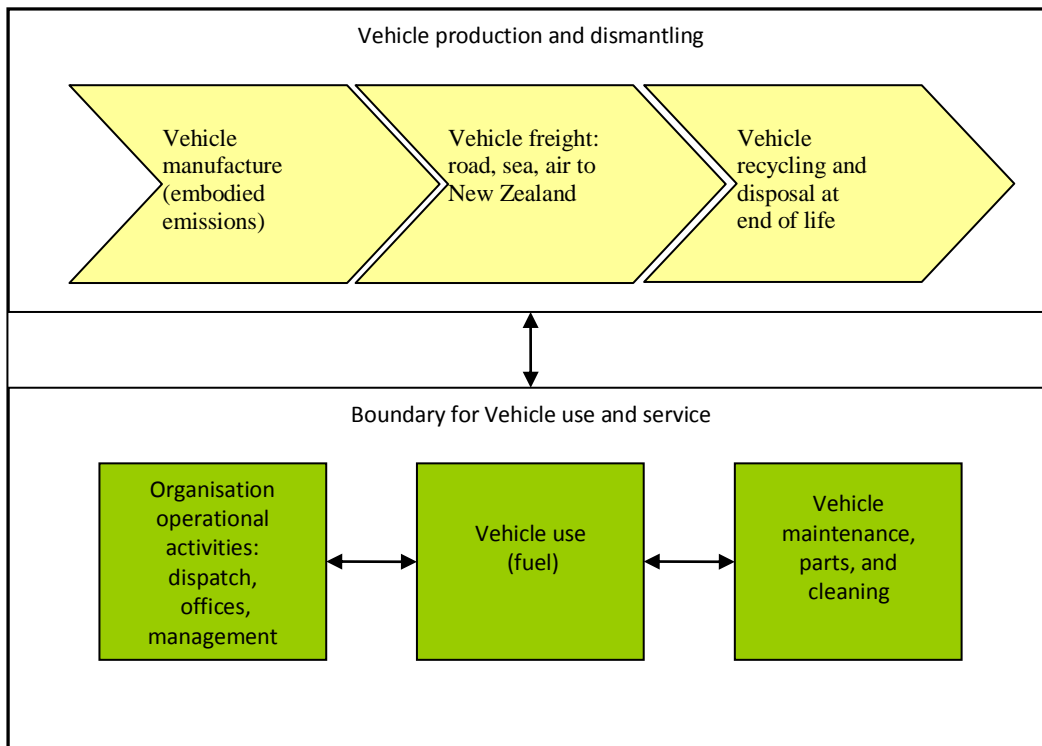 Vehicle production and dismantling
Vehicle
manufacture
(embodied
emissions)
Vehicle freight:
road, sea, air to
New Zealand
Vehicle
recycling and
disposal at
end of life
Boundary for Vehicle use and service
Organisation
operational
activities:
dispatch,
offices,
management
Vehicle use
(fuel)
Vehicle
maintenance,
parts, and
cleaning